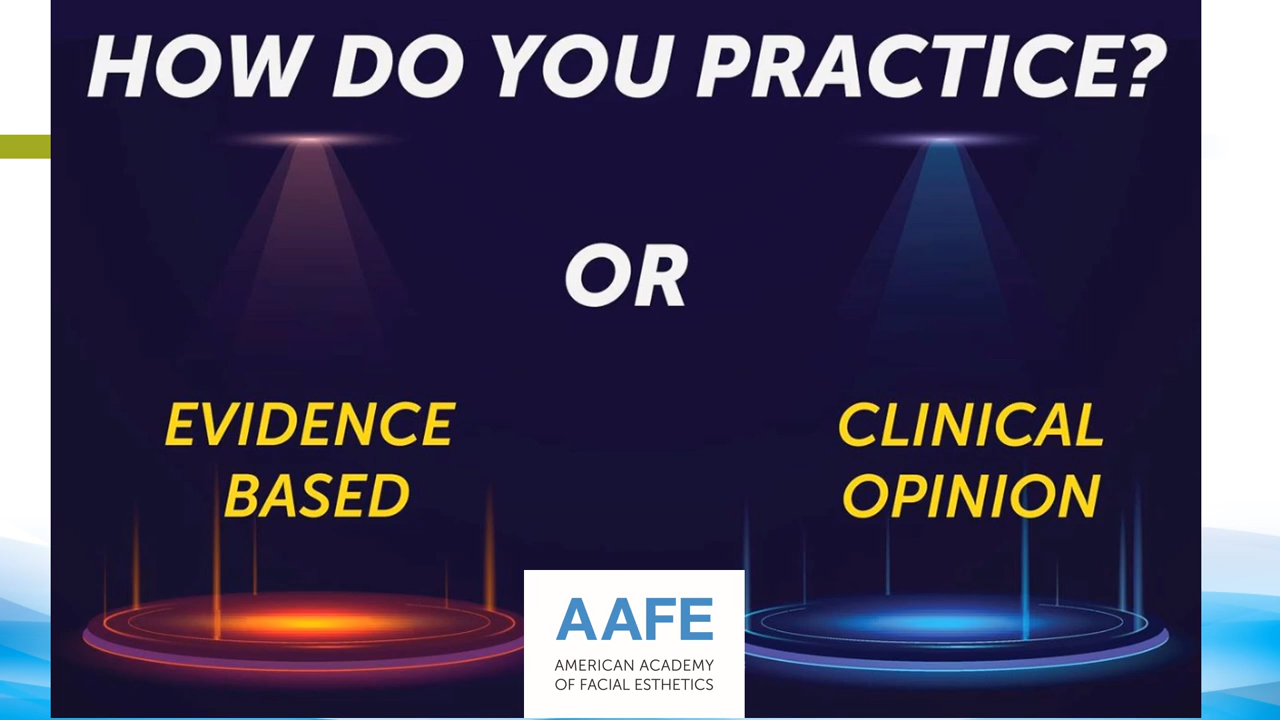 HOW DO YOU PRACTICE?
OR
EVIDENCE
BASED
CLINICAL
OPINION
AAFE
AMERICAN ACADEMY
OF FACIAL ESTHETICS